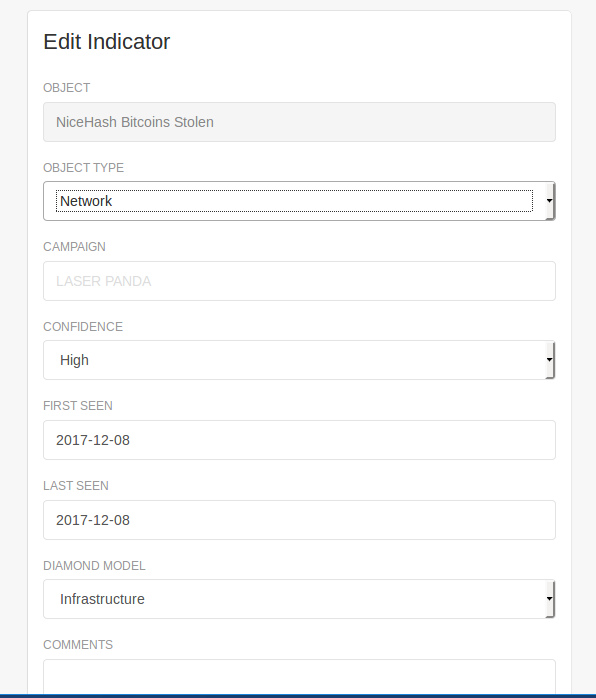 Edit Indicator
OBJECT
NiceHash Bitcoins Stolen
OBJECT TYPE
Network
CAMPAIGN
LASER PANDA
CONFIDENCE
High
FIRST SEEN
2017-12-08
LAST SEEN
2017-12-08
DIAMOND MODEL
Infrastructure
COMMENTS